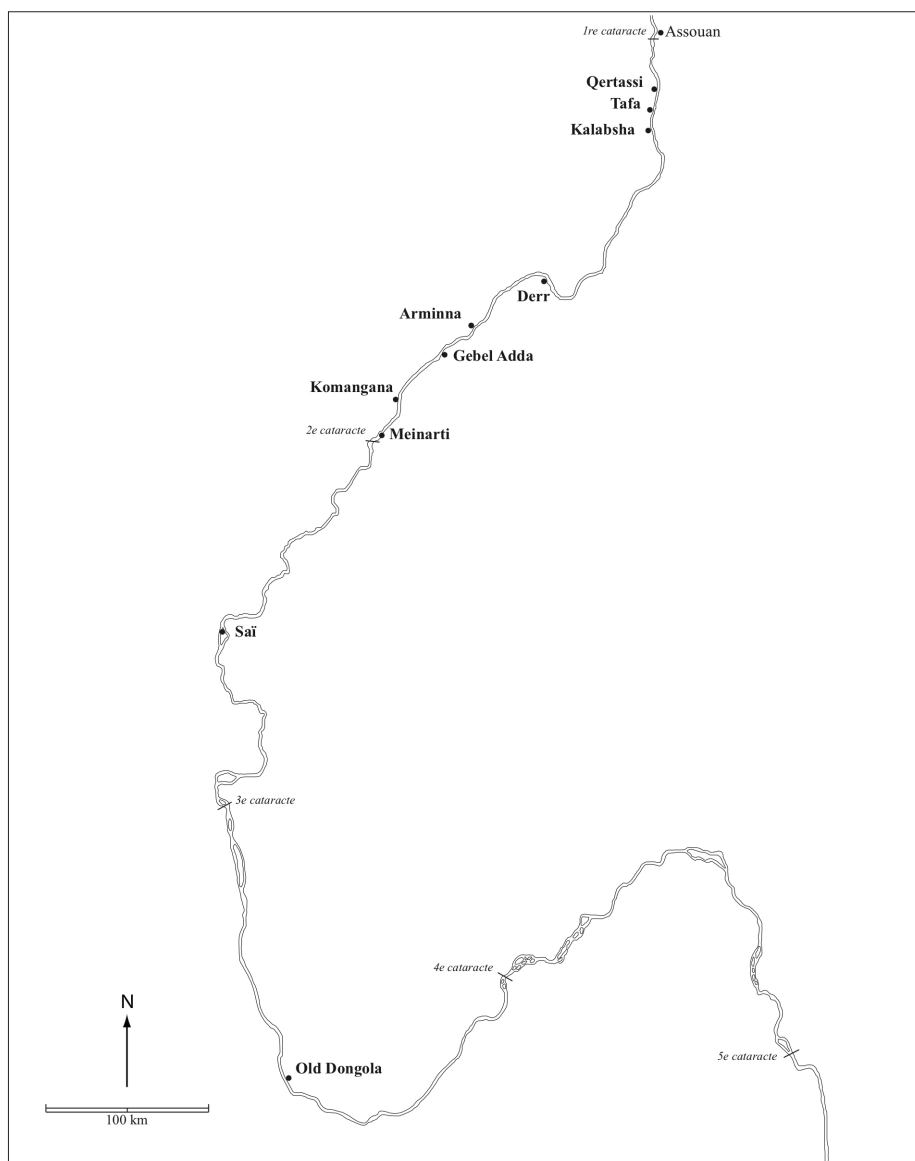 1re cataracte
Assouan
Qertassi
Tafa
Kalabsha
Derr
Arminna
Gebel Adda
Komangana
2e cataracte
Meinarti
Saï
3e cataracte
4e cataracte
N
5e cataracte
Old Dongola
100 km